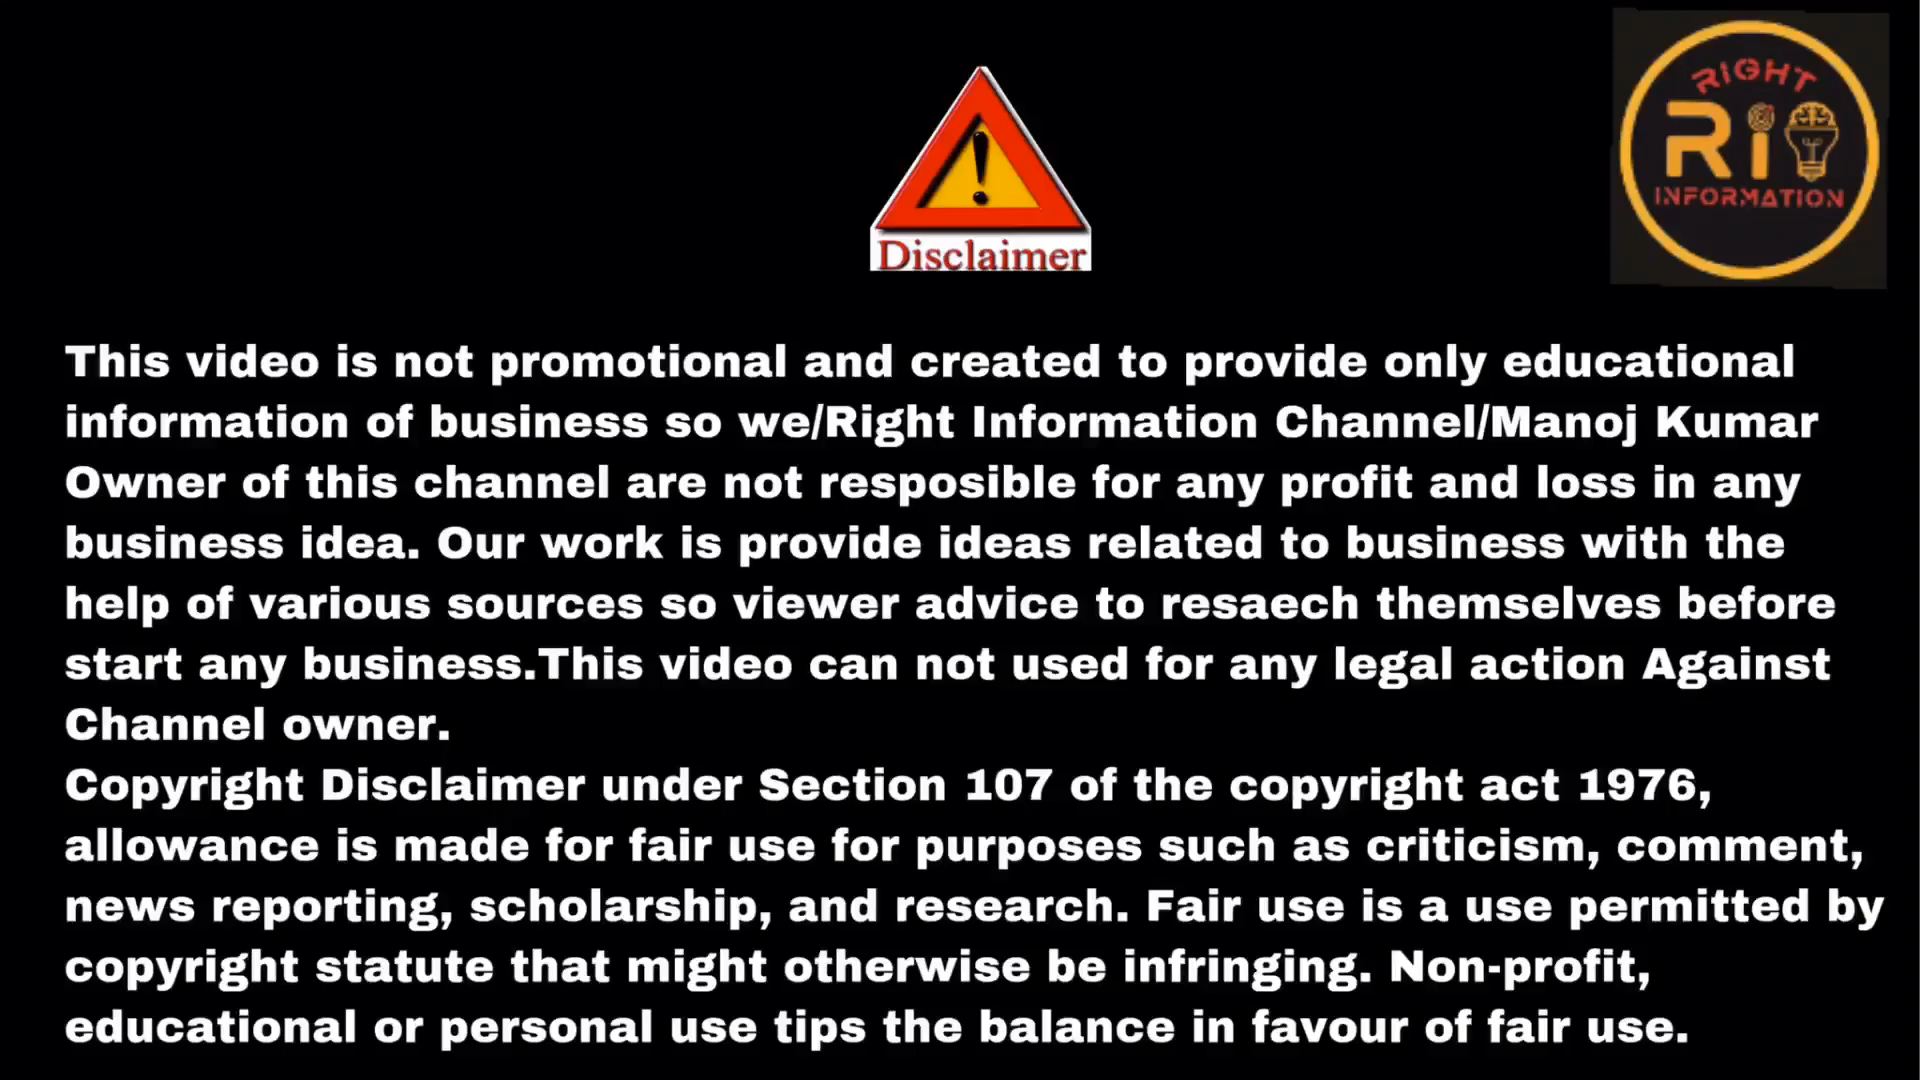 RIGHT
Ri
INFORMATION
Disclaimer
This video is not promotional and created to provide only educational
information of business so we/Right Information Channel/Manoj Kumar
Owner of this channel are not resposible for any profit and loss in any
business idea. Our work is provide ideas related to business with the
help of various sources so viewer advice to resaech themselves before
start any business.This video can not used for any legal action Against
Channel owner.
Copyright Disclaimer under Section 107 of the copyright act 1976,
allowance is made for fair use for purposes such as criticism, comment,
news reporting, scholarship, and research. Fair use is a use permitted by
copyright statute that might otherwise be infringing. Non-profit,
educational or personal use tips the balance in favour of fair use.